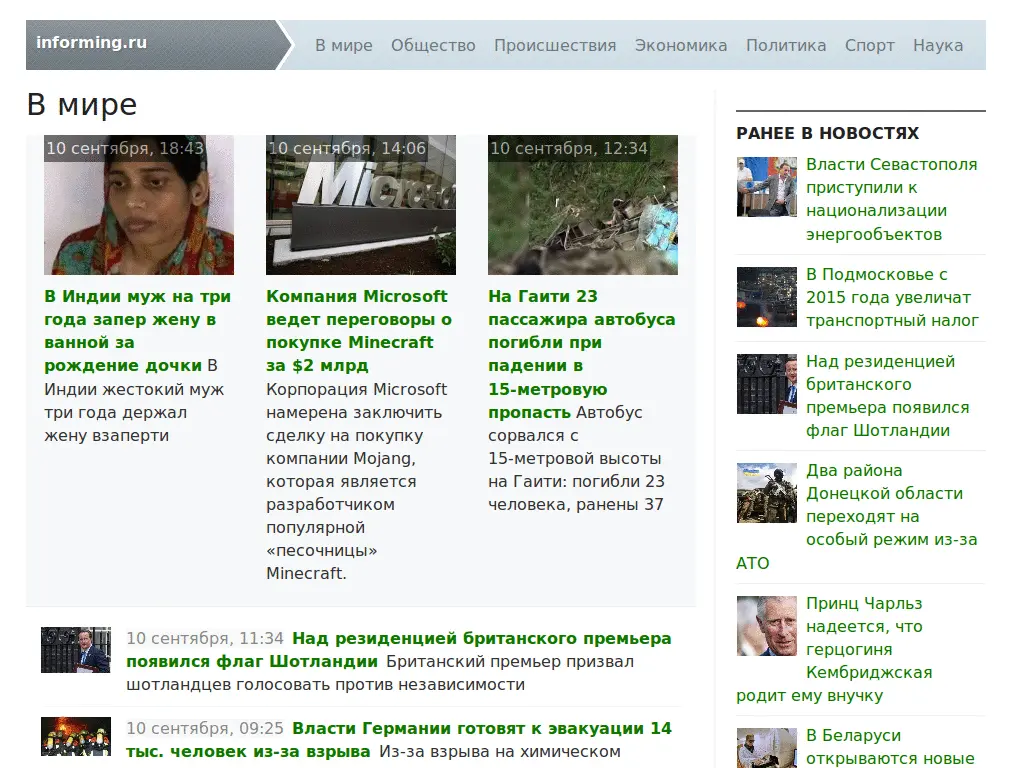 informing.ru
В мире Общество Происшествия Экономика Политика Спорт Наука
В мире
10 сентября, 18:43
В Индии муж на три
года запер жену в
ванной за
рождение дочки В
Индии жестокий муж
три года держал
жену взаперти
10 сентября, 14:06
Компания Microsoft
ведет переговоры о
покупке Minecraft
за $2 млрд
Корпорация Microsoft
намерена заключить
сделку на покупку
компании Mojang,
которая является
разработчиком
популярной
«песочницы»
Minecraft.
10 сентября, 12:34
На Гаити 23
пассажира автобуса
погибли при
падении в
15-метровую
пропасть Автобус
сорвался с
15-метровой высоты
на Гаити: погибли 23
человека, ранены 37
10 сентября, 11:34 Над резиденцией британского премьера
появился флаг Шотландии Британский премьер призвал
шотландцев голосовать против независимости
10 сентября, 09:25 Власти Германии готовят к эвакуации 14
тыс. человек из-за взрыва Из-за взрыва на химическом
РАНЕЕ В НОВОСТЯХ
Власти Севастополя
приступили к
национализации
энергообъектов
В Подмосковье с
2015 года увеличат
транспортный налог
Над резиденцией
британского
премьера появился
флаг Шотландии
Два района
Донецкой области
переходят на
особый режим из-за
АТО
Принц Чарльз
надеется, что
герцогиня
Кембриджская
родит ему внучку
В Беларуси
открываются новые